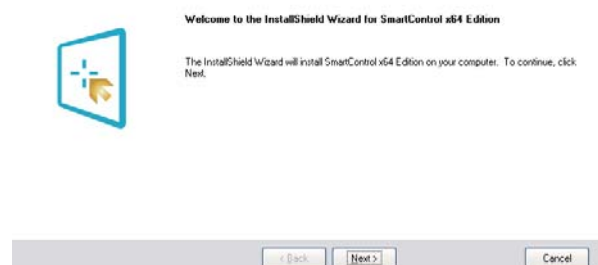 Welcome to the InstallShield Wizard for SmartControl x64 Edition
The InstallShield Wizard will install SmartControl x64 Edition on your computer. To continue, click
Next.
< Back
Next >
Cancel